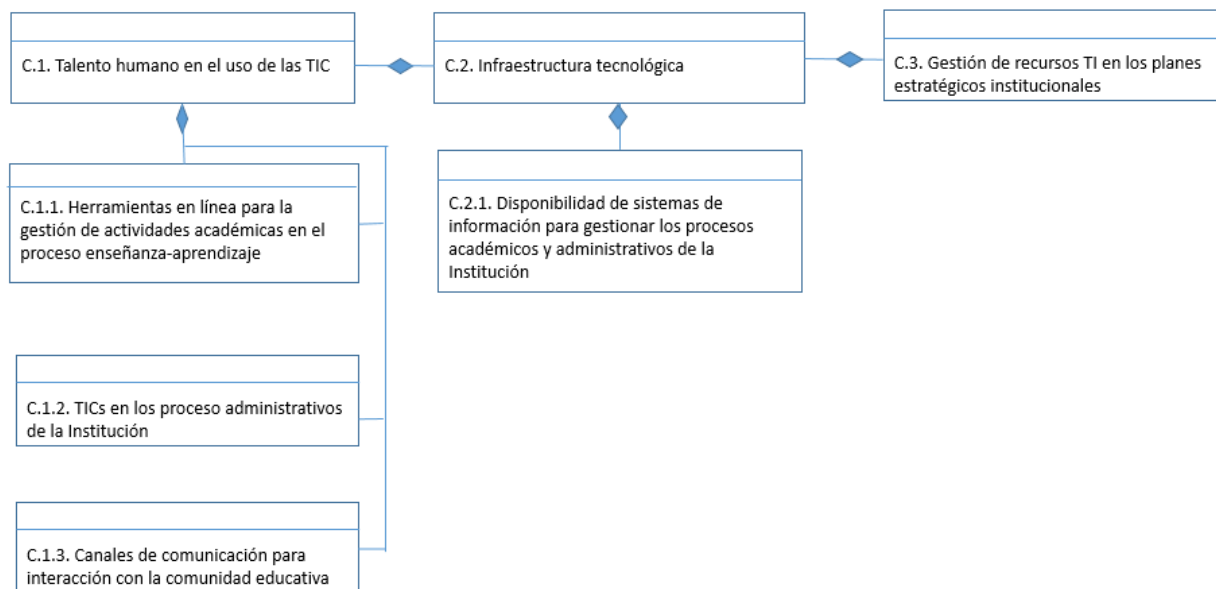 C.1. Talento humano en el uso de las TIC
C.2. Infraestructura tecnológica
C.3. Gestión de recursos TI en los planes
estratégicos institucionales
C.1.1. Herramientas en línea para la
gestión de actividades académicas en el
proceso enseñanza-aprendizaje
C.2.1. Disponibilidad de sistemas de
información para gestionar los procesos
académicos y administrativos de la
Institución
C.1.2. TICs en los proceso administrativos
de la Institución
C.1.3. Canales de comunicación para
interacción con la comunidad educativa